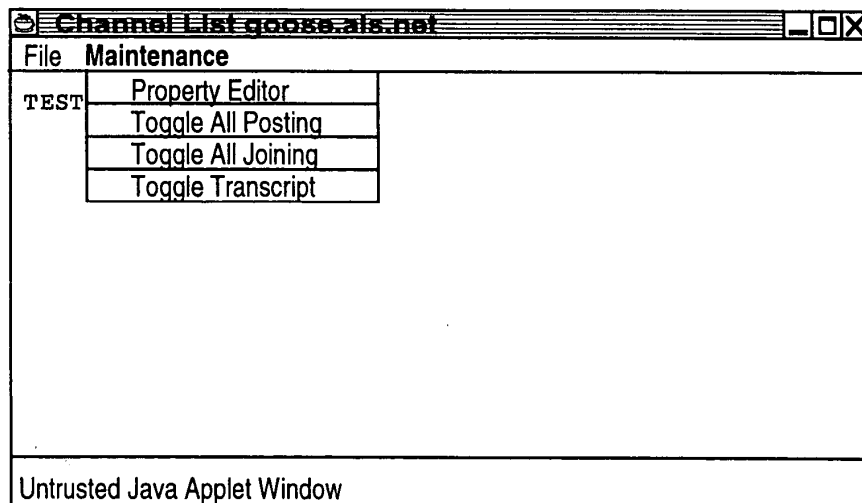 Channel List goose.als.net
File Maintenance
TEST
Property Editor
Toggle All Posting
Toggle All Joining
Toggle Transcript
Untrusted Java Applet Window